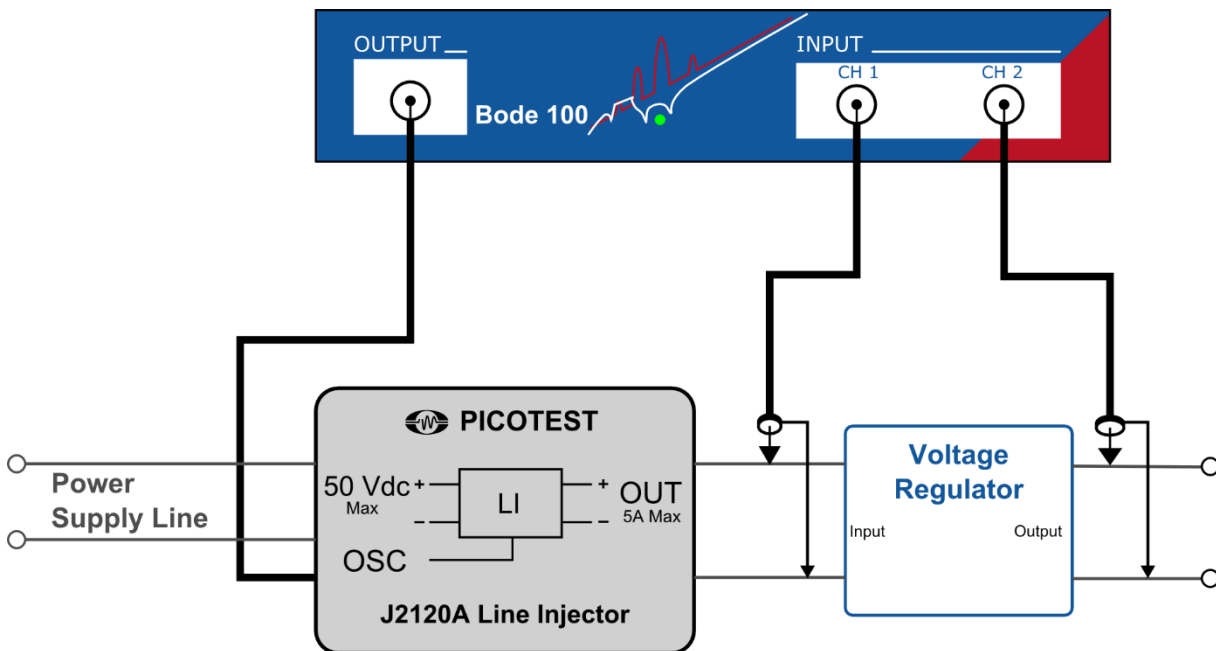 OUTPUT
INPUT
CH 1
CH 2
Bode 100
PICOTEST
Power
Supply Line
50 Vdc
Max
+
−
LI
+
−
OUT
5A Max
OSC
J2120A Line Injector
Voltage
Regulator
Input
Output